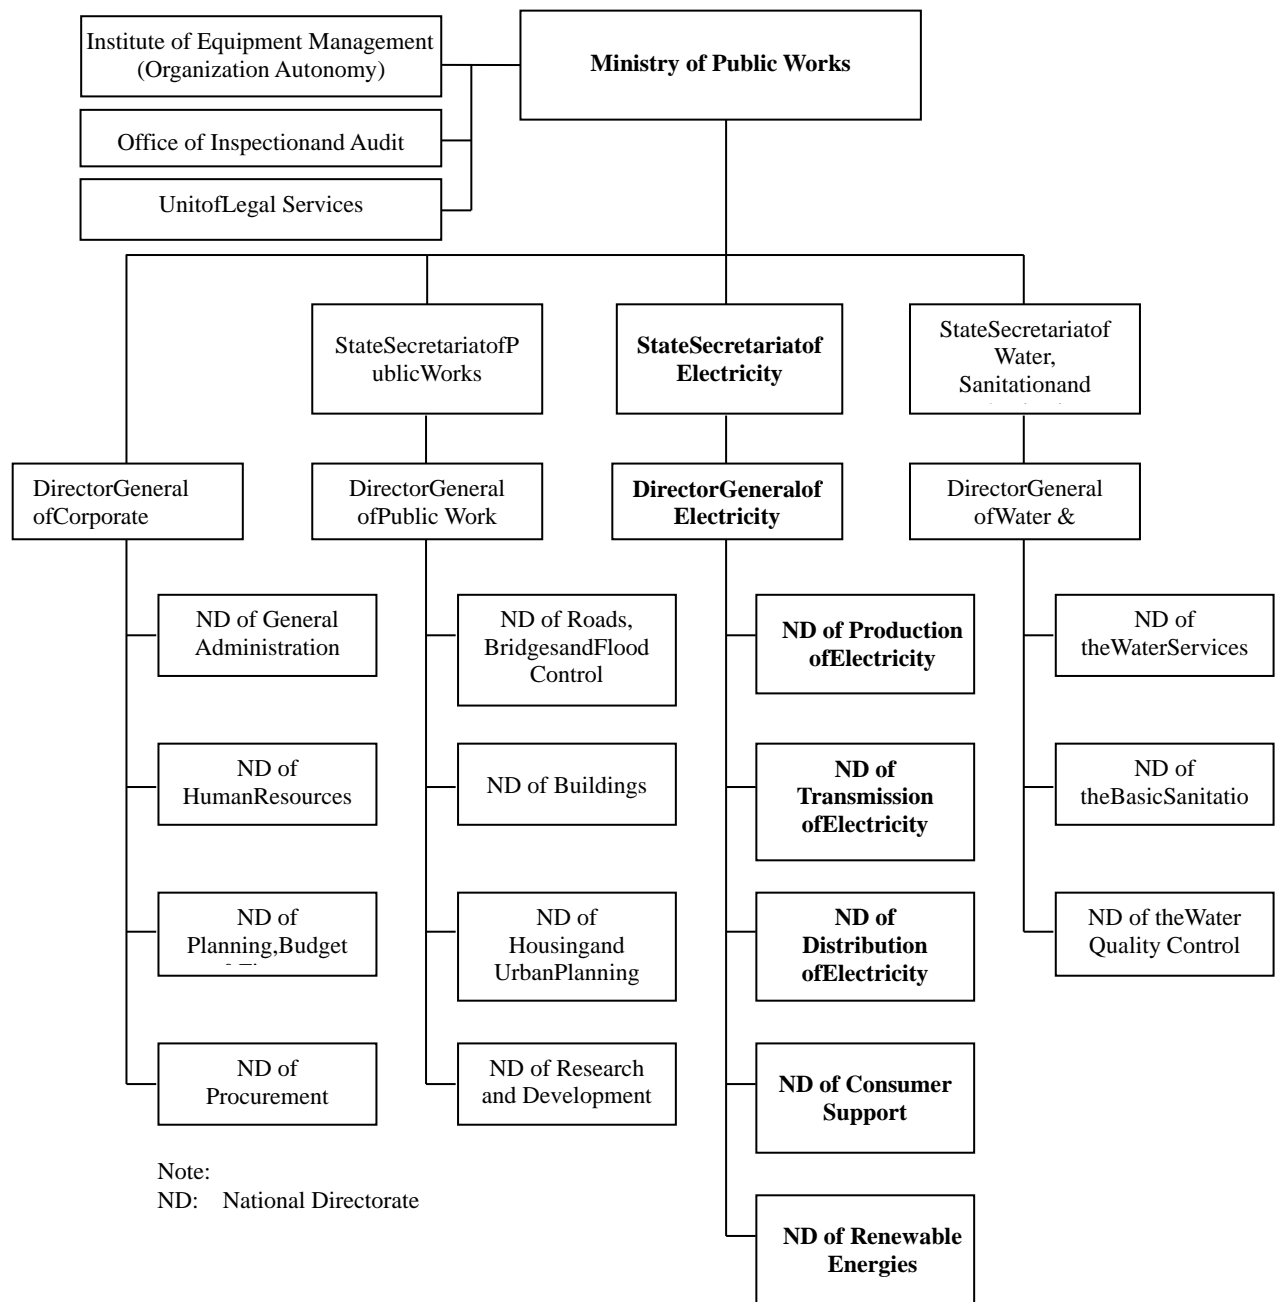 Institute of Equipment Management
(Organization Autonomy)
Ministry of Public Works
Office of Inspectionand Audit
UnitofLegal Services
StateSecretariatofP
ublicWorks
StateSecretariatof
Electricity
StateSecretariatof
Water,
Sanitationand
DirectorGeneral
ofCorporate
DirectorGeneral
ofPublic Work
DirectorGeneralof
Electricity
DirectorGeneral
ofWater &
ND of General
Administration
ND of Roads,
BridgesandFlood
Control
ND of Production
ofElectricity
ND of
theWaterServices
ND of
HumanResources
ND of Buildings
ND of
Transmission
ofElectricity
ND of
theBasicSanitatio
ND of
Planning,Budget
ND of
Housingand
UrbanPlanning
ND of
Distribution
ofElectricity
ND of theWater
Quality Control
ND of
Procurement
ND of Research
and Development
ND of Consumer
Support
Note:
ND: National Directorate
ND of Renewable
Energies